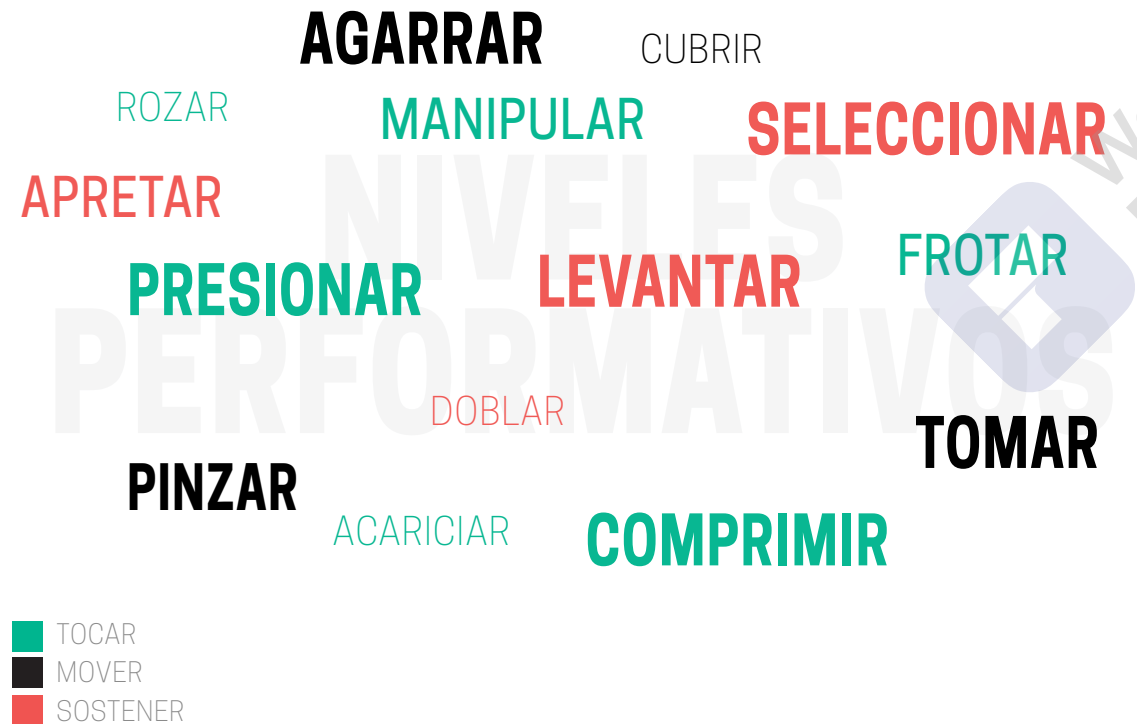 AGARRAR
CUBRIR
ROZAR
MANIPULAR
SELECCIONAR
APRETAR
NIVELES
FROTAR
PRESIONAR
LEVANTAR
PERFORMATIVOS
DOBLAR
TOMAR
PINZAR
ACARICIAR
COMPRIMIR
TOCAR
MOVER
SOSTENER